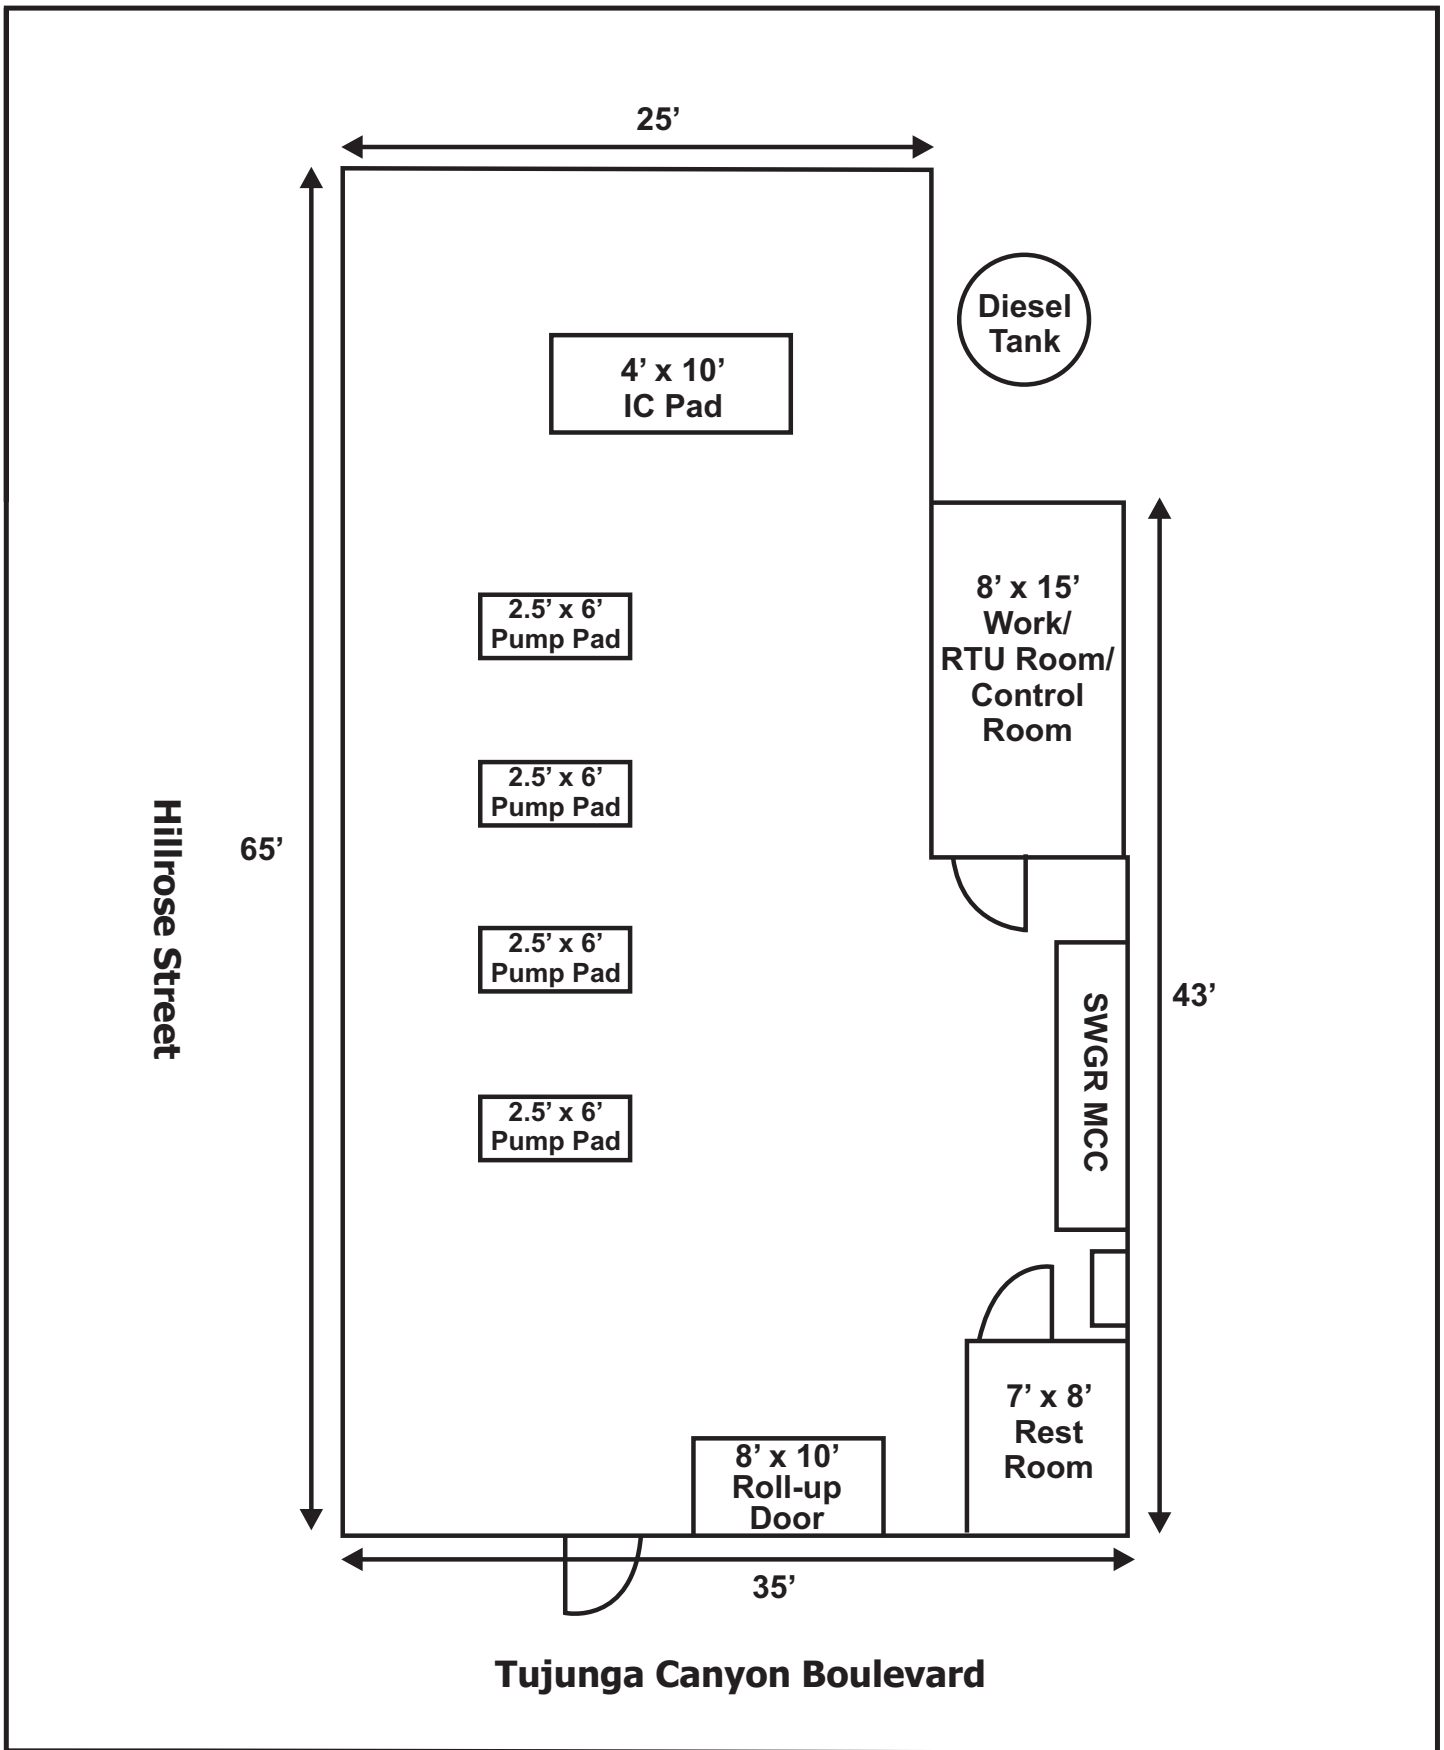 25’
Diesel
Tank
4’ x 10’
IC Pad
8’ x 15’
Work/
RTU Room/
Control
Room
2.5’ x 6’
Pump Pad
2.5’ x 6’
Pump Pad
Hillrose Street
65’
2.5’ x 6’
Pump Pad
SWGR MCC
43’
2.5’ x 6’
Pump Pad
7’ x 8’
Rest
Room
8’ x 10’
Roll-up
Door
35’
Tujunga Canyon Boulevard